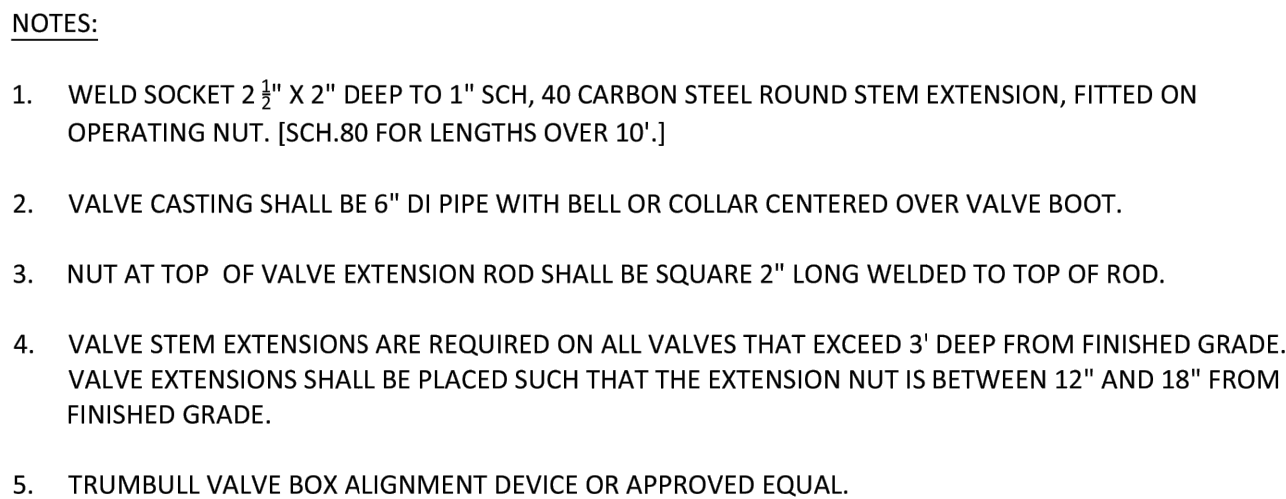 NOTES:
1. WELD SOCKET 2 ½" X 2" DEEP TO 1" SCH, 40 CARBON STEEL ROUND STEM EXTENSION, FITTED ON
OPERATING NUT. [SCH.80 FOR LENGTHS OVER 10'.]
2. VALVE CASTING SHALL BE 6" DI PIPE WITH BELL OR COLLAR CENTERED OVER VALVE BOOT.
3. NUT AT TOP OF VALVE EXTENSION ROD SHALL BE SQUARE 2" LONG WELDED TO TOP OF ROD.
4. VALVE STEM EXTENSIONS ARE REQUIRED ON ALL VALVES THAT EXCEED 3' DEEP FROM FINISHED GRADE.
VALVE EXTENSIONS SHALL BE PLACED SUCH THAT THE EXTENSION NUT IS BETWEEN 12" AND 18" FROM
FINISHED GRADE.
5. TRUMBULL VALVE BOX ALIGNMENT DEVICE OR APPROVED EQUAL.